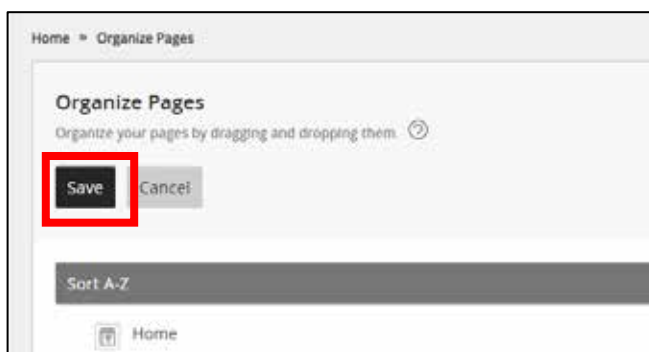 Home » Organize Pages
Organize Pages
Organize your pages by dragging and dropping them.
Save Cancel
Sort A-Z
Home